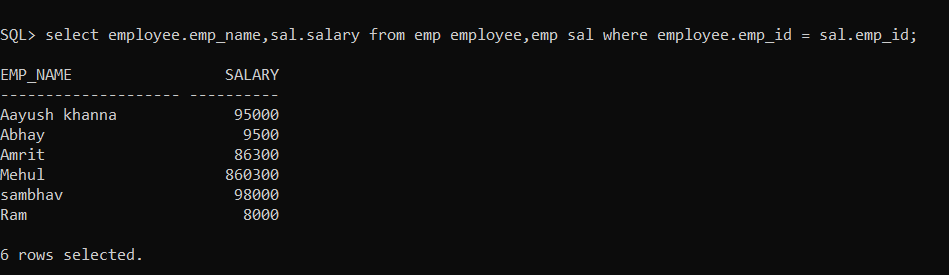 SQL> select employee.emp_name,sal.salary from emp employee,emp sal where employee.emp_id = sal.emp_id;
EMP_NAME                 SALARY
-------------------- ----------
Aayush khanna             95000
Abhay                      9500
Amrit                     86300
Mehul                    860300
sambhav                   98000
Ram                        8000
6 rows selected.